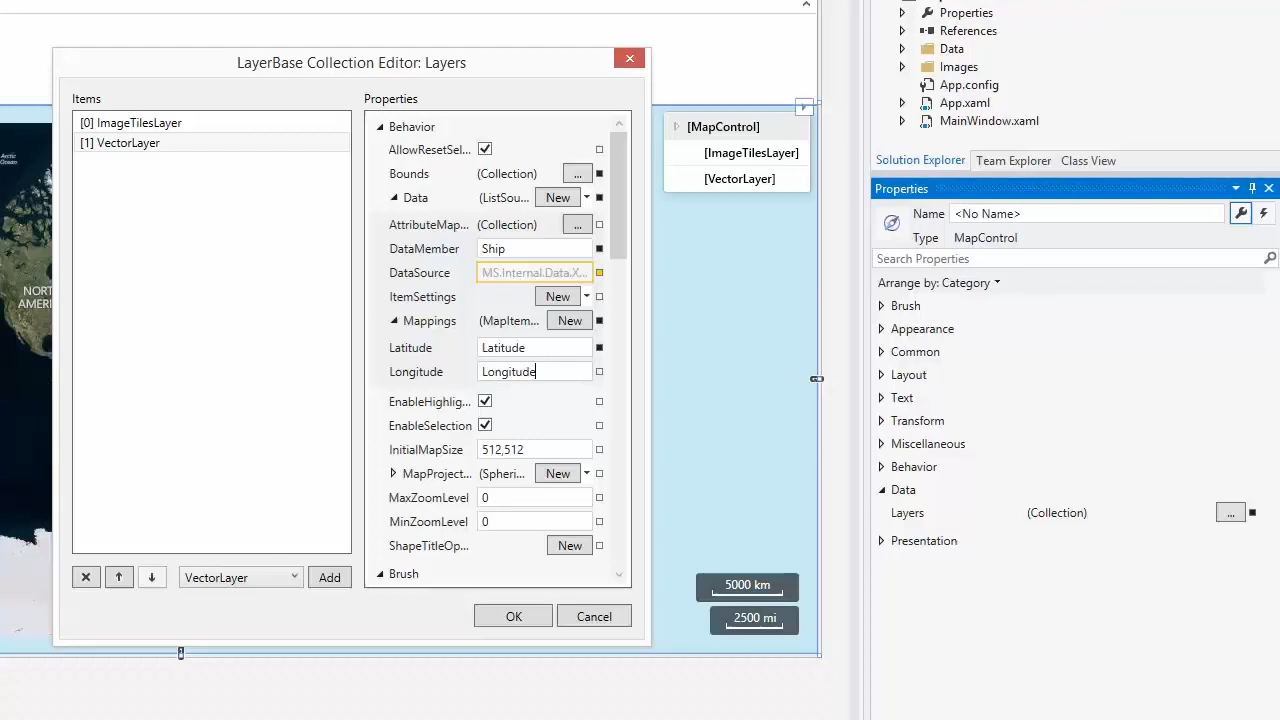 LayerBase Collection Editor: Layers
Items
[0] ImageTilesLayer
[1] VectorLayer
VectorLayer
Add
Properties
Behavior
AllowResetSel...
Bounds (Collection) ...
Data (ListSou... New
AttributeMap... (Collection) ...
DataMember Ship
DataSource MS.Internal.Data.X...
ItemSettings New
Mappings (MapItem... New
Latitude Latitude
Longitude Longitude
EnableHighlig...
EnableSelection
InitialMapSize 512,512
MapProject... (Spheri... New
MaxZoomLevel 0
MinZoomLevel 0
ShapeTitleOp... New
Brush
OK Cancel
Arctic
Ocean
NORT
AMERI
[MapControl]
[ImageTilesLayer]
[VectorLayer]
5000 km
2500 mi
Properties
References
Data
Images
App.config
App.xaml
MainWindow.xaml
Solution Explorer Team Explorer Class View
Properties
Name <No Name>
Type MapControl
Search Properties
Arrange by: Category
Brush
Appearance
Common
Layout
Text
Transform
Miscellaneous
Behavior
Data
Layers (Collection) ...
Presentation